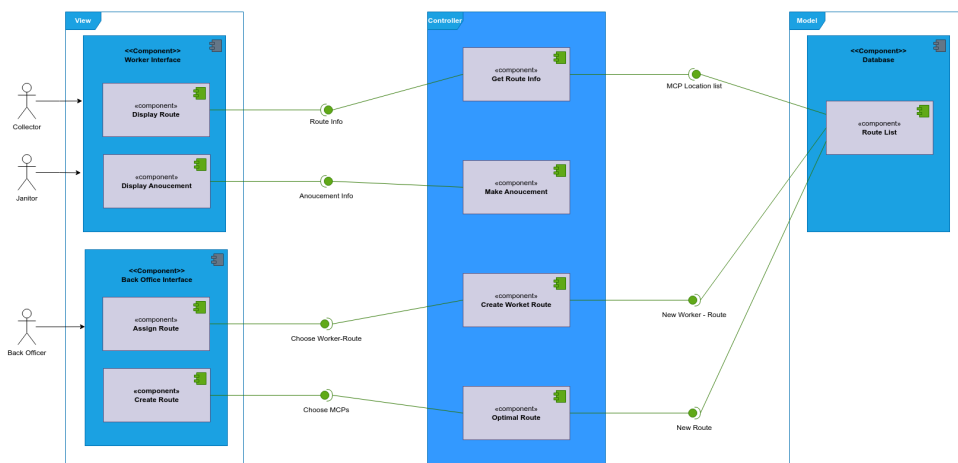 View
Controller
Model
<<Component>>
Worker Interface
«component»
Display Route
«component»
Display Anoucement
Collector
Janitor
<<Component>>
Back Office Interface
«component»
Assign Route
«component»
Create Route
Back Officer
Route Info
Anoucement Info
Choose Worker-Route
Choose MCPs
«component»
Get Route Info
«component»
Make Anoucement
«component»
Create Worket Route
«component»
Optimal Route
MCP Location list
New Worker - Route
New Route
<<Component>>
Database
«component»
Route List